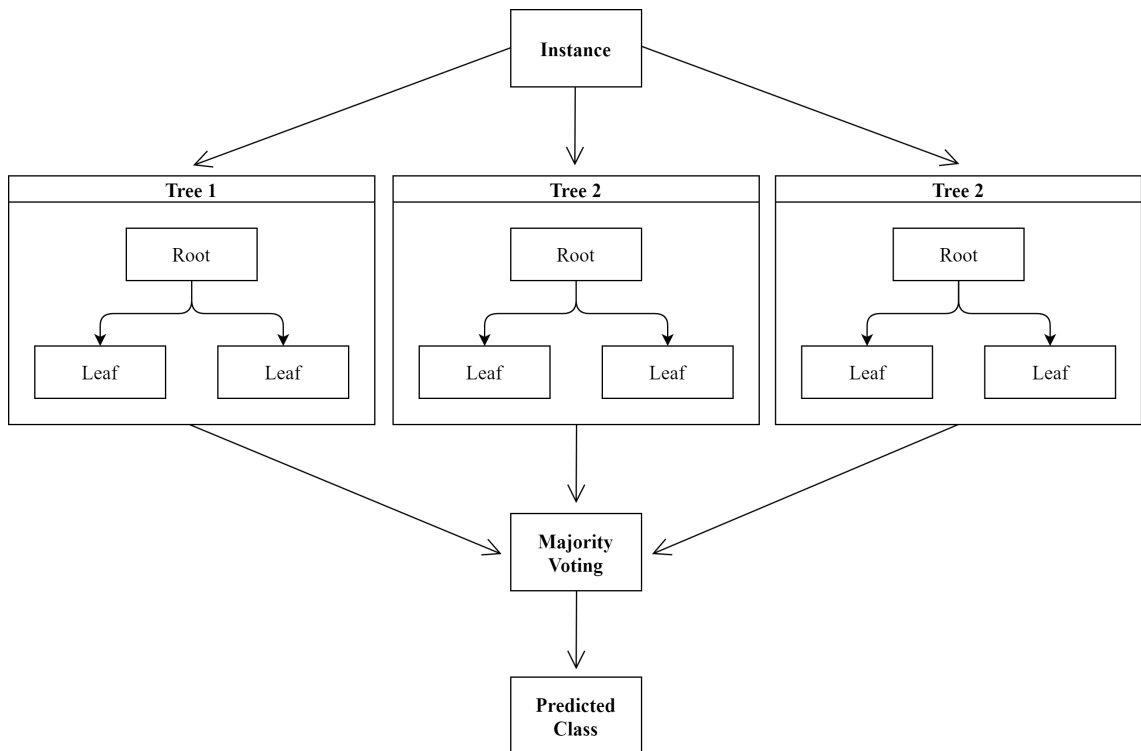 Instance
Tree 1
Tree 2
Tree 2
Root
Root
Root
Leaf
Leaf
Leaf
Leaf
Leaf
Leaf
Majority
Voting
Predicted
Class